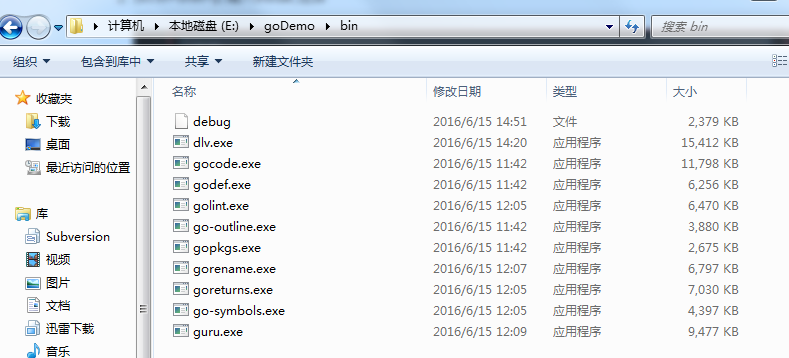 计算机 本地磁盘 (E:) goDemo bin 搜索 bin
组织 包含到库中 共享 新建文件夹
收藏夹
下载
桌面
最近访问的位置
库
Subversion
视频
图片
文档
迅雷下载
音乐
名称 修改日期 类型 大小
debug 2016/6/15 14:51 文件 2,379 KB
dlv.exe 2016/6/15 14:20 应用程序 15,412 KB
gocode.exe 2016/6/15 11:42 应用程序 11,798 KB
godef.exe 2016/6/15 11:42 应用程序 6,256 KB
golint.exe 2016/6/15 12:05 应用程序 6,470 KB
go-outline.exe 2016/6/15 11:42 应用程序 3,880 KB
gopkgs.exe 2016/6/15 11:42 应用程序 2,675 KB
gorename.exe 2016/6/15 12:07 应用程序 6,797 KB
goreturns.exe 2016/6/15 12:05 应用程序 7,030 KB
go-symbols.exe 2016/6/15 12:05 应用程序 4,397 KB
guru.exe 2016/6/15 12:09 应用程序 9,477 KB